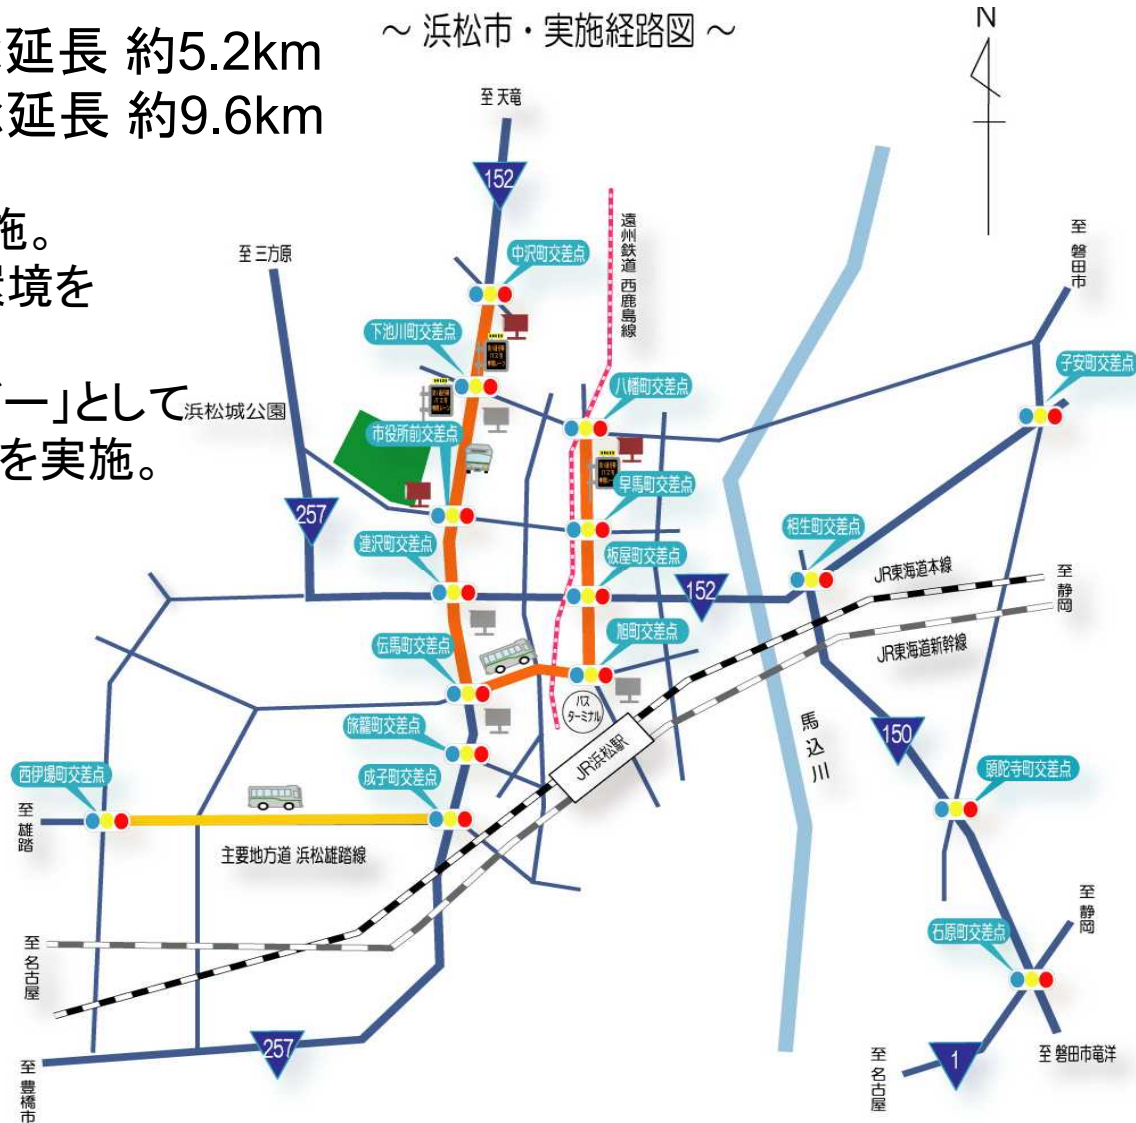 ～ 浜松市・実施経路図 ～
延長 約5.2km
延長 約9.6km
施。
環境を
ー」として
を実施。
N
至 天竜
152
遠州鉄道 西鹿島線
至 三方原
中沢町交差点
至 磐田市
下池川町交差点
子安町交差点
八幡町交差点
浜松城公園
市役所前交差点
早馬町交差点
257
相生町交差点
連沢町交差点
板屋町交差点
152
JR東海道本線
至 静岡
伝馬町交差点
旭町交差点
JR東海道新幹線
バス
ターミナル
旅籠町交差点
JR浜松駅
馬込川
150
西伊場町交差点
成子町交差点
頭陀寺町交差点
至 雄踏
主要地方道 浜松雄踏線
至 静岡
石原町交差点
至 名古屋
257
至 豊橋市
至 名古屋
1
至 磐田市竜洋